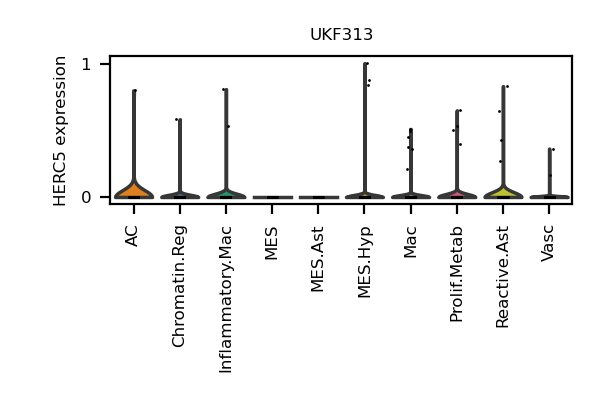 UKF313
HERC5 expression
1
0
AC
Chromatin.Reg
Inflammatory.Mac
MES
MES.Ast
MES.Hyp
Mac
Prolif.Metab
Reactive.Ast
Vasc